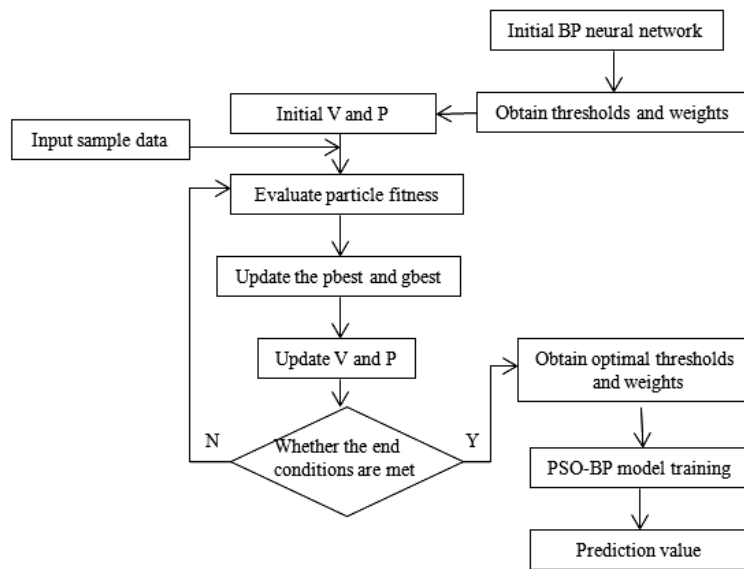 Initial BP neural network
Obtain thresholds and weights
Initial V and P
Input sample data
Evaluate particle fitness
Update the pbest and gbest
Update V and P
Whether the end
conditions are met
N
Y
Obtain optimal thresholds
and weights
PSO-BP model training
Prediction value